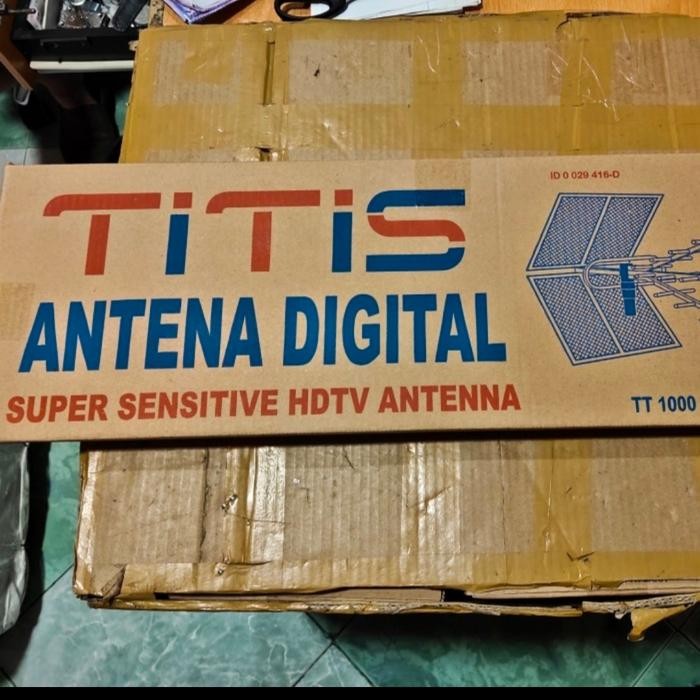 ID 0 029 416-D
TiTiS
ANTENA DIGITAL
SUPER SENSITIVE HDTV ANTENNA
TT 1000